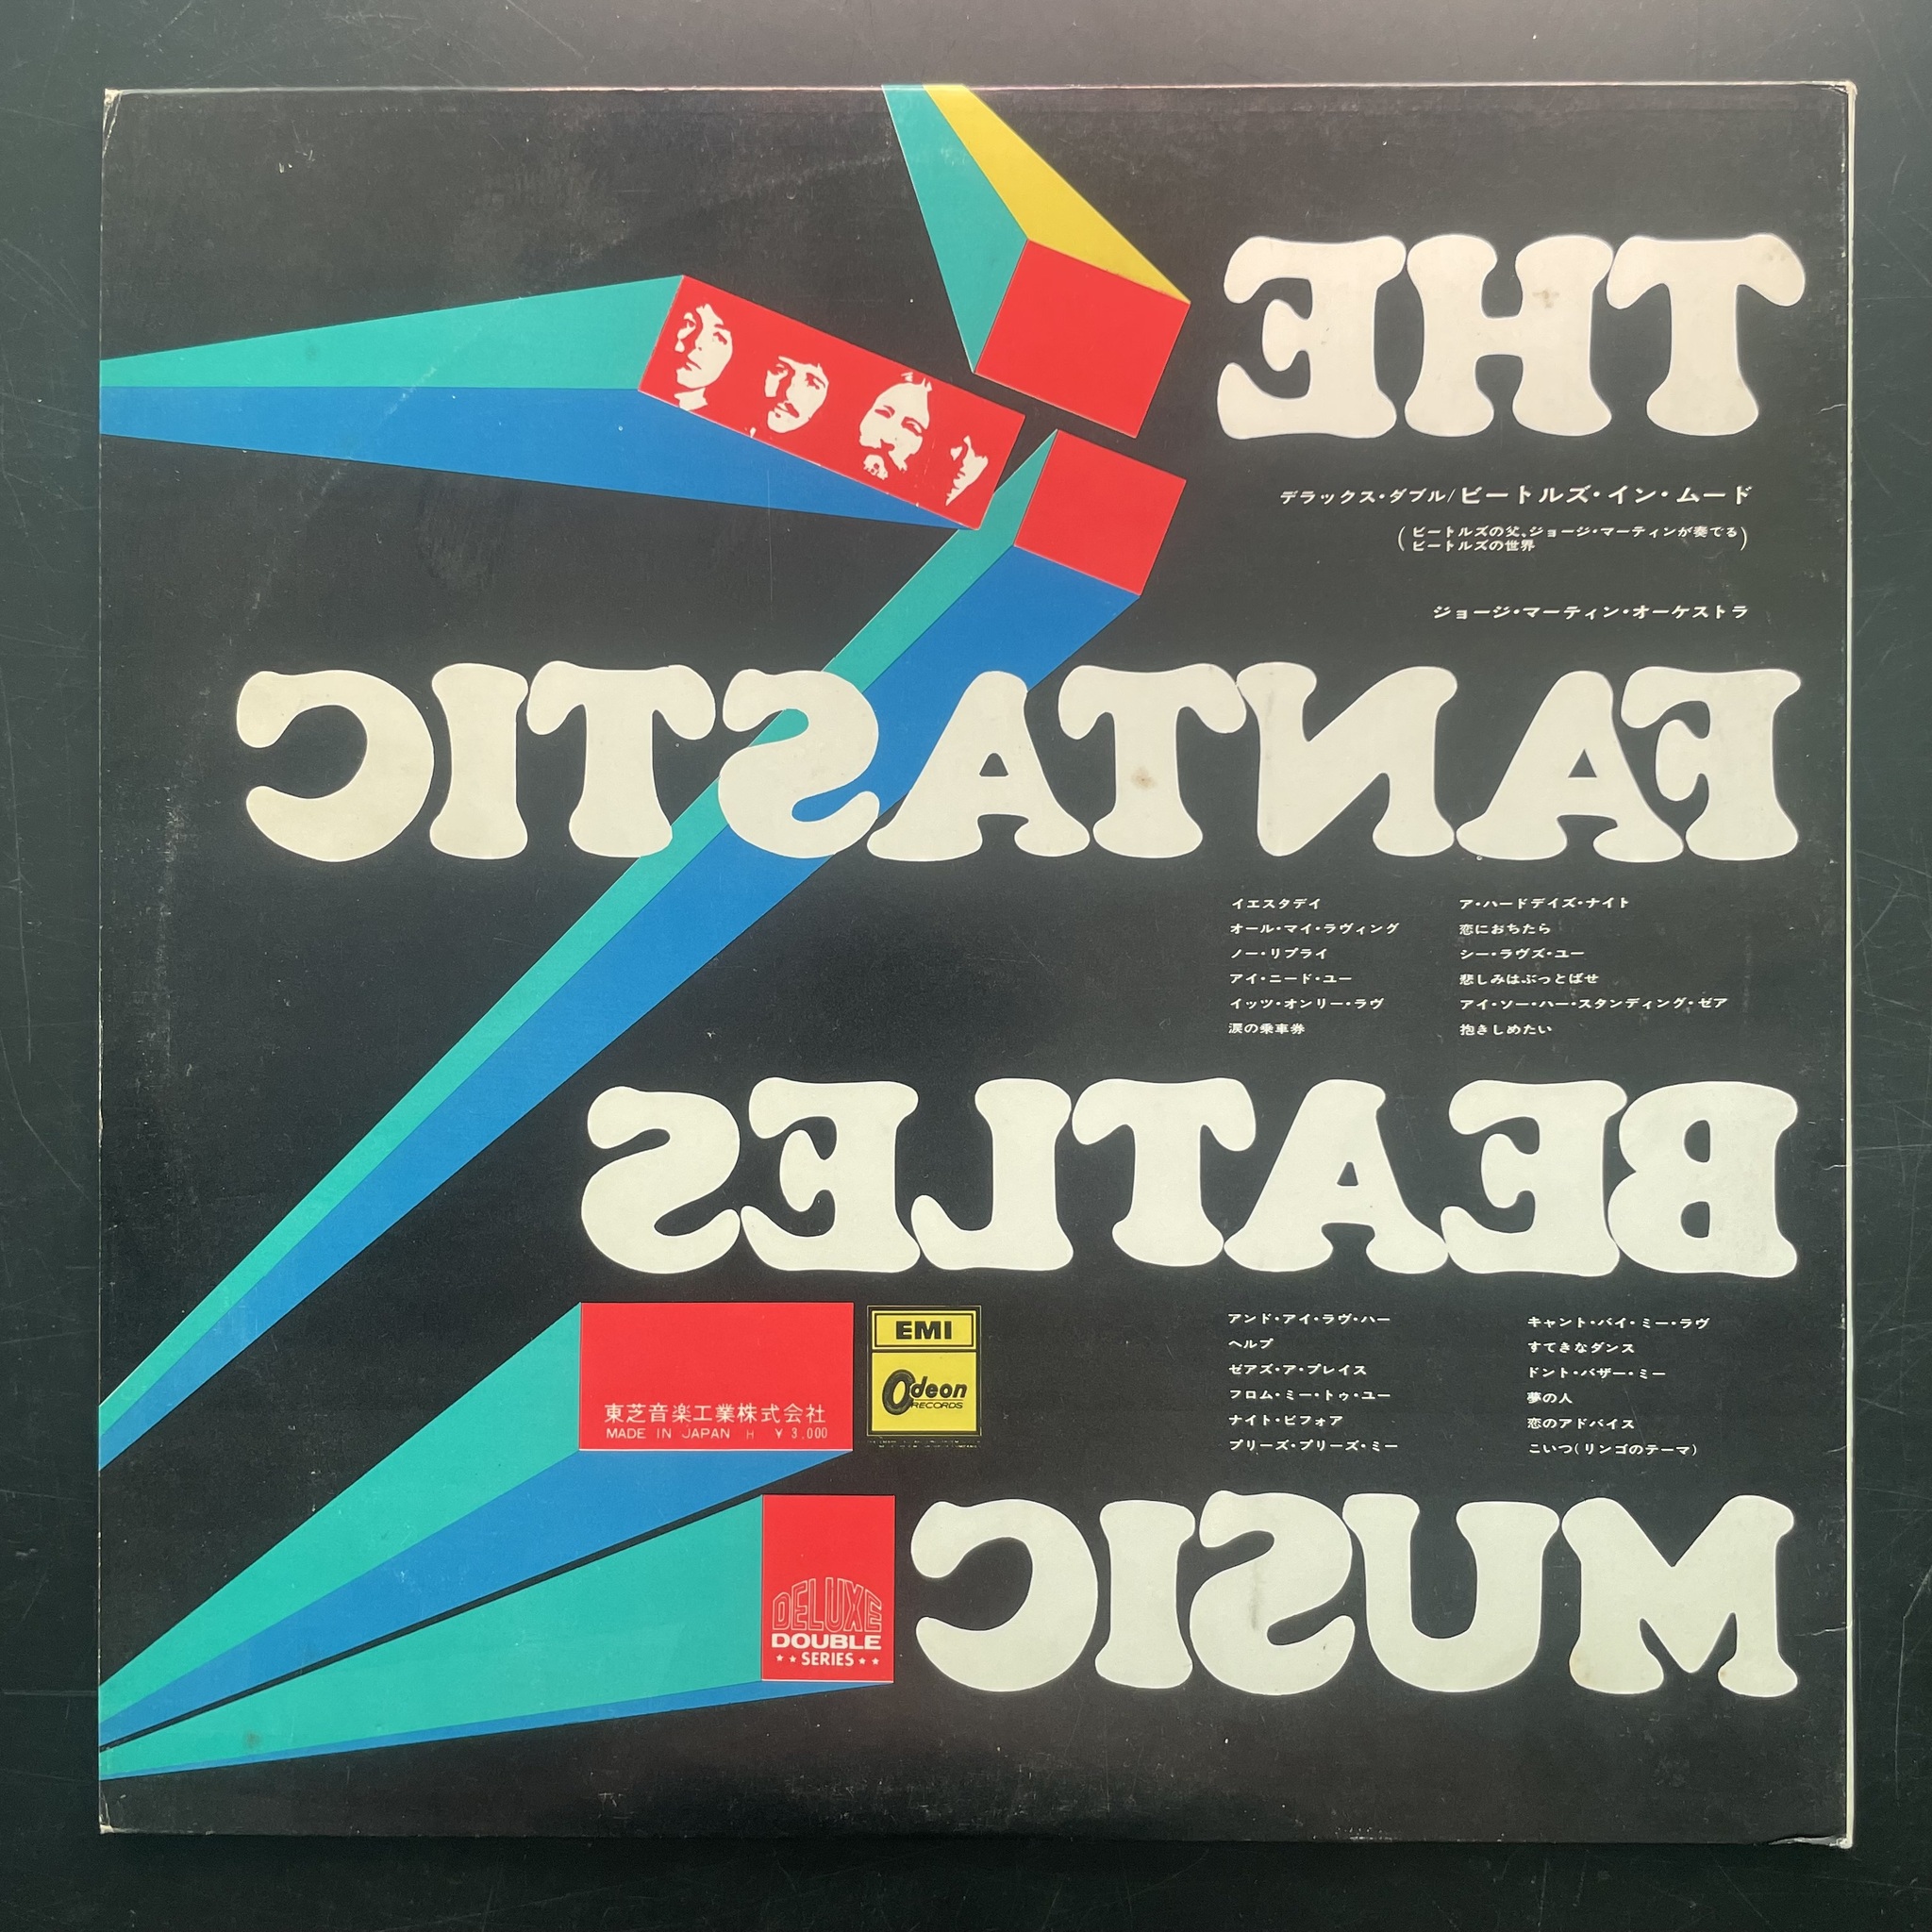 THE
デラックス・ダブル/ビートルズ・イン・ムード
(ビートルズの父、ジョージ・マーティンが奏でる
ビートルズの世界)
ジョージ・マーティン・オーケストラ
FANTASTIC
イエスタデイ
オール・マイ・ラヴィング
ノー・リプライ
アイ・ニード・ユー
イッツ・オンリー・ラヴ
涙の乗車券
ア・ハードデイズ・ナイト
恋におちたら
シー・ラヴズ・ユー
悲しみはぶっとばせ
アイ・ソー・ハー・スタンディング・ゼア
抱きしめたい
BEATLES
アンド・アイ・ラヴ・ハー
ヘルプ
ゼアズ・ア・プレイス
フロム・ミー・トゥ・ユー
ナイト・ビフォア
プリーズ・プリーズ・ミー
キャント・バイ・ミー・ラヴ
すてきなダンス
ドント・バザー・ミー
夢の人
恋のアドバイス
こいつ(リンゴのテーマ)
EMI
Odeon
RECORDS
東芝音楽工業株式会社
MADE IN JAPAN H ¥3,000
MUSIC
DELUXE
DOUBLE
★★SERIES★★